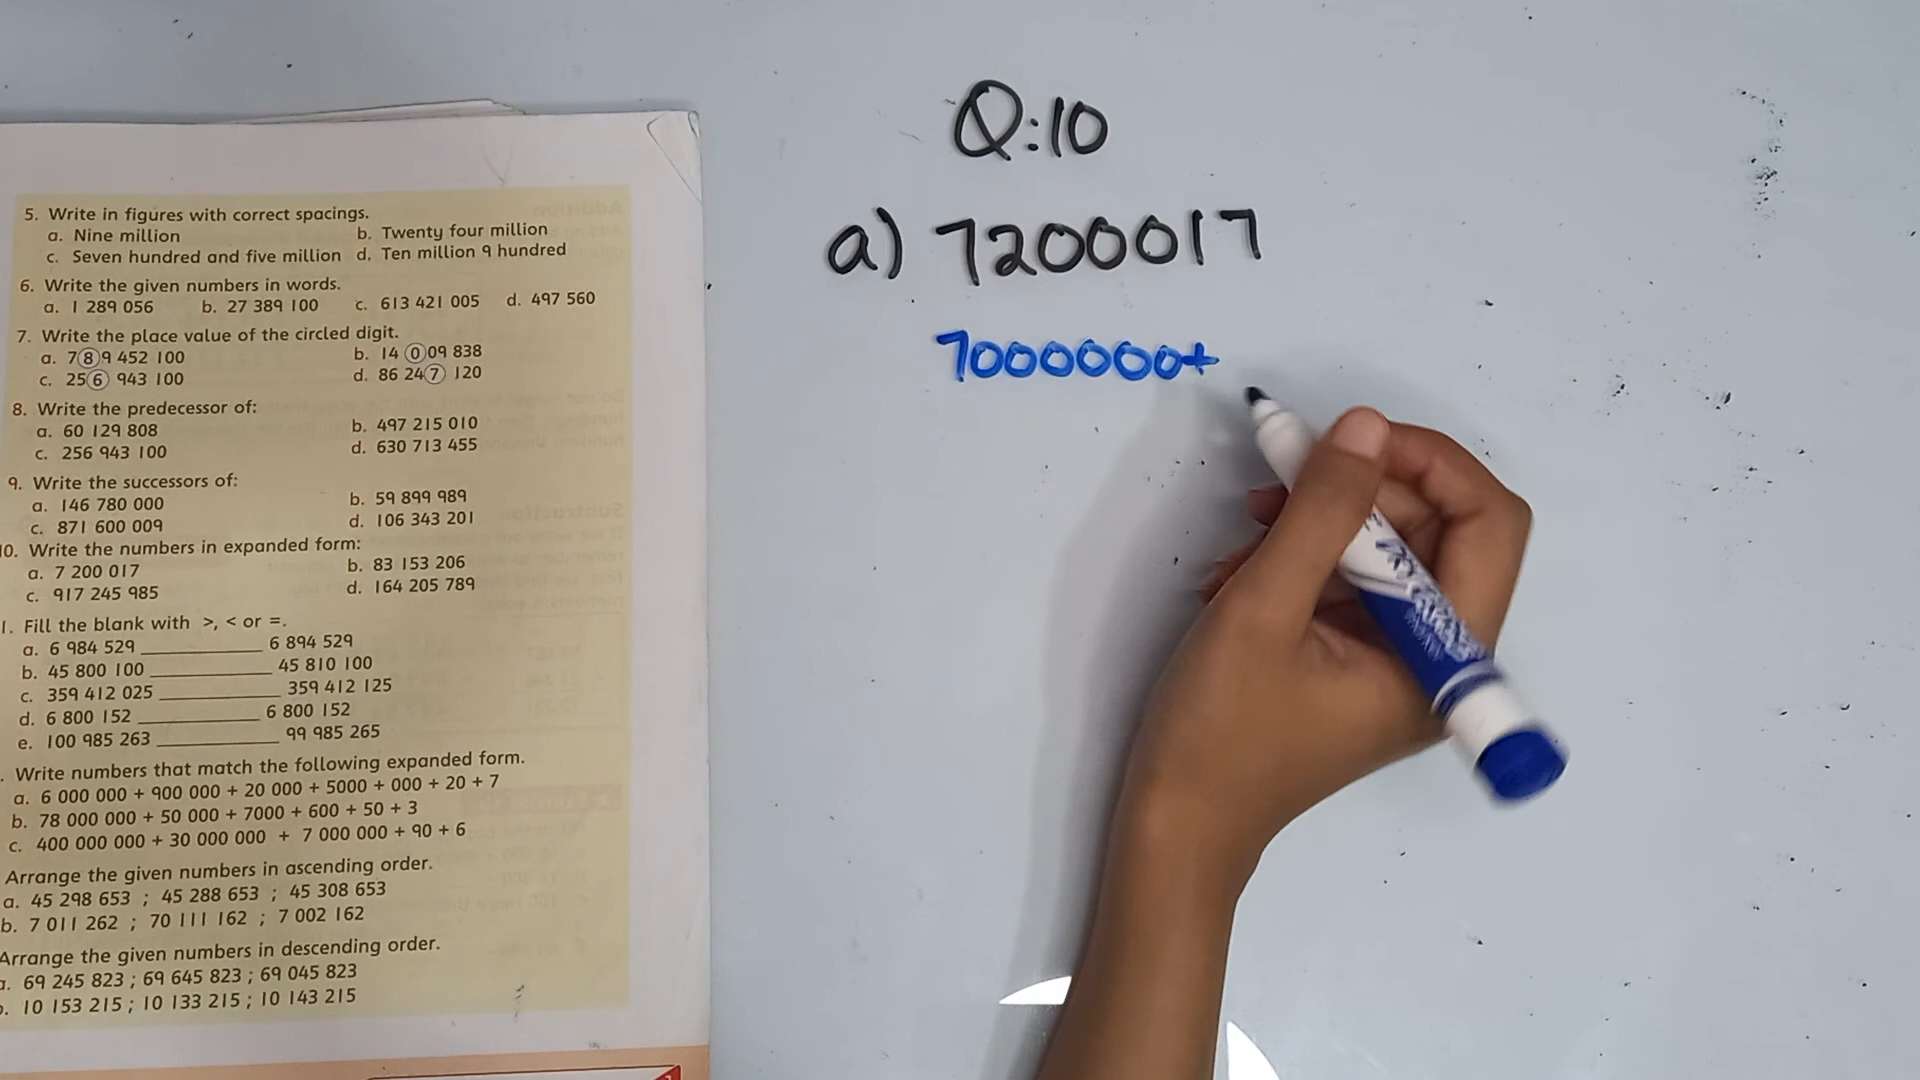 5. Write in figures with correct spacings.
a. Nine million b. Twenty four million
c. Seven hundred and five million d. Ten million 9 hundred
6. Write the given numbers in words.
a. 1 289 056 b. 27 389 100 c. 613 421 005 d. 497 560
7. Write the place value of the circled digit.
a. 789 452 100 b. 14 009 838
c. 256 943 100 d. 86 247 120
8. Write the predecessor of:
a. 60 129 808 b. 497 215 010
c. 256 943 100 d. 630 713 455
9. Write the successors of:
a. 146 780 000 b. 59 899 989
c. 871 600 009 d. 106 343 201
10. Write the numbers in expanded form:
a. 7 200 017 b. 83 153 206
c. 917 245 985 d. 164 205 789
1. Fill the blank with >, < or =.
a. 6 984 529 ____________ 6 894 529
b. 45 800 100 ____________ 45 810 100
c. 359 412 025 ____________ 359 412 125
d. 6 800 152 ____________ 6 800 152
e. 100 985 263 ____________ 99 985 265
. Write numbers that match the following expanded form.
a. 6 000 000 + 900 000 + 20 000 + 5000 + 000 + 20 + 7
b. 78 000 000 + 50 000 + 7000 + 600 + 50 + 3
c. 400 000 000 + 30 000 000 + 7 000 000 + 90 + 6
Arrange the given numbers in ascending order.
a. 45 298 653 ; 45 288 653 ; 45 308 653
b. 7 011 262 ; 70 111 162 ; 7 002 162
Arrange the given numbers in descending order.
a. 69 245 823 ; 69 645 823 ; 69 045 823
b. 10 153 215 ; 10 133 215 ; 10 143 215
Q:10
a) 7200017
7000000+